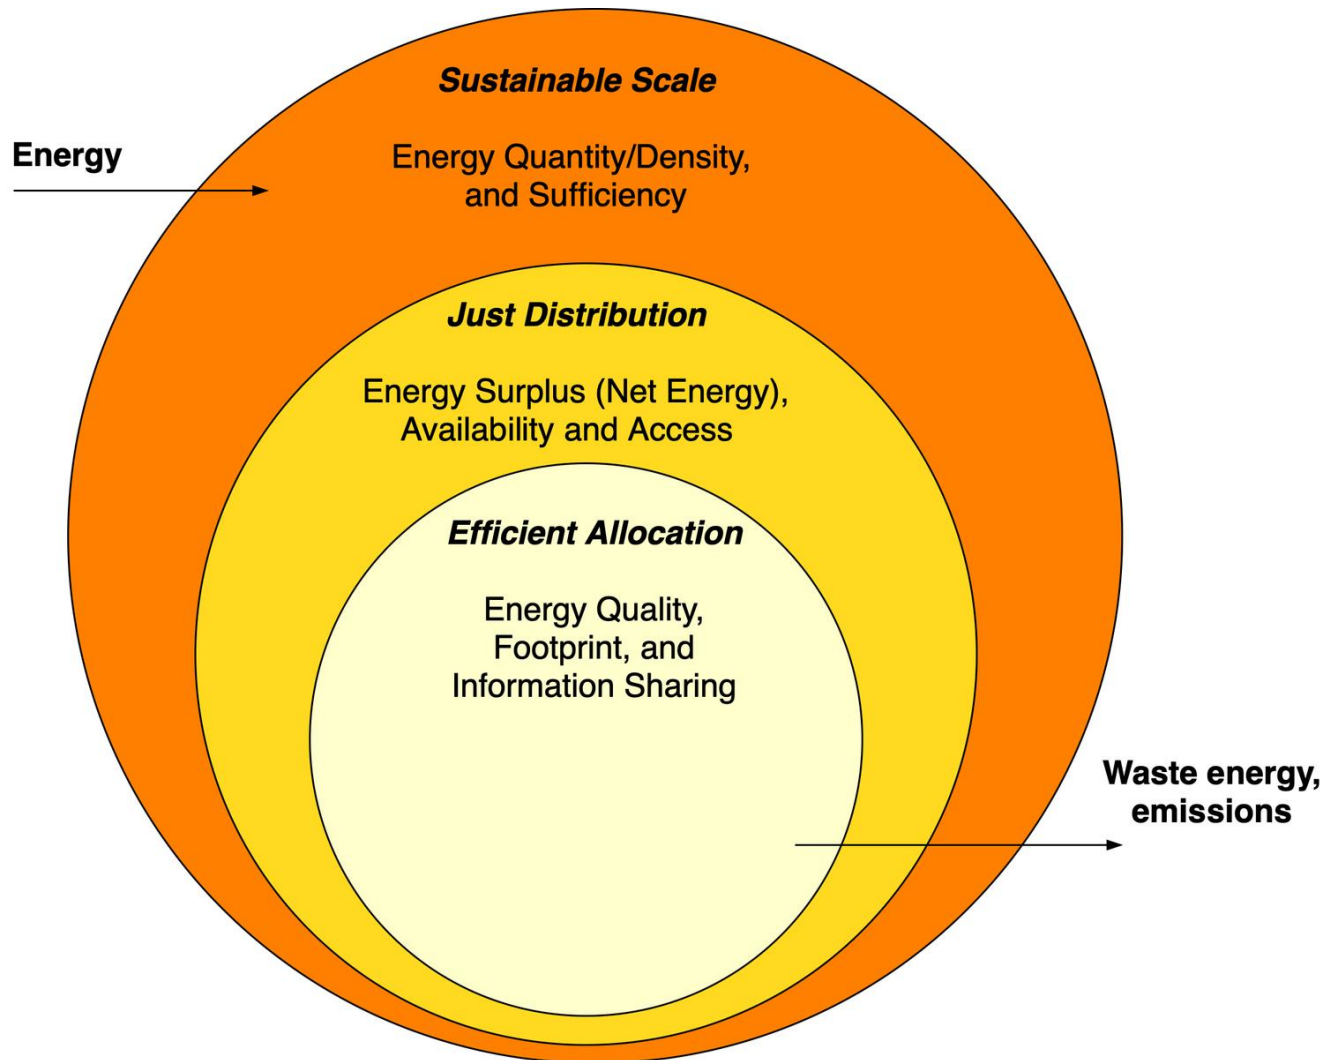 Sustainable Scale
Energy
Energy Quantity/Density,
and Sufficiency
Just Distribution
Energy Surplus (Net Energy),
Availability and Access
Efficient Allocation
Energy Quality,
Footprint, and
Information Sharing
Waste energy,
emissions